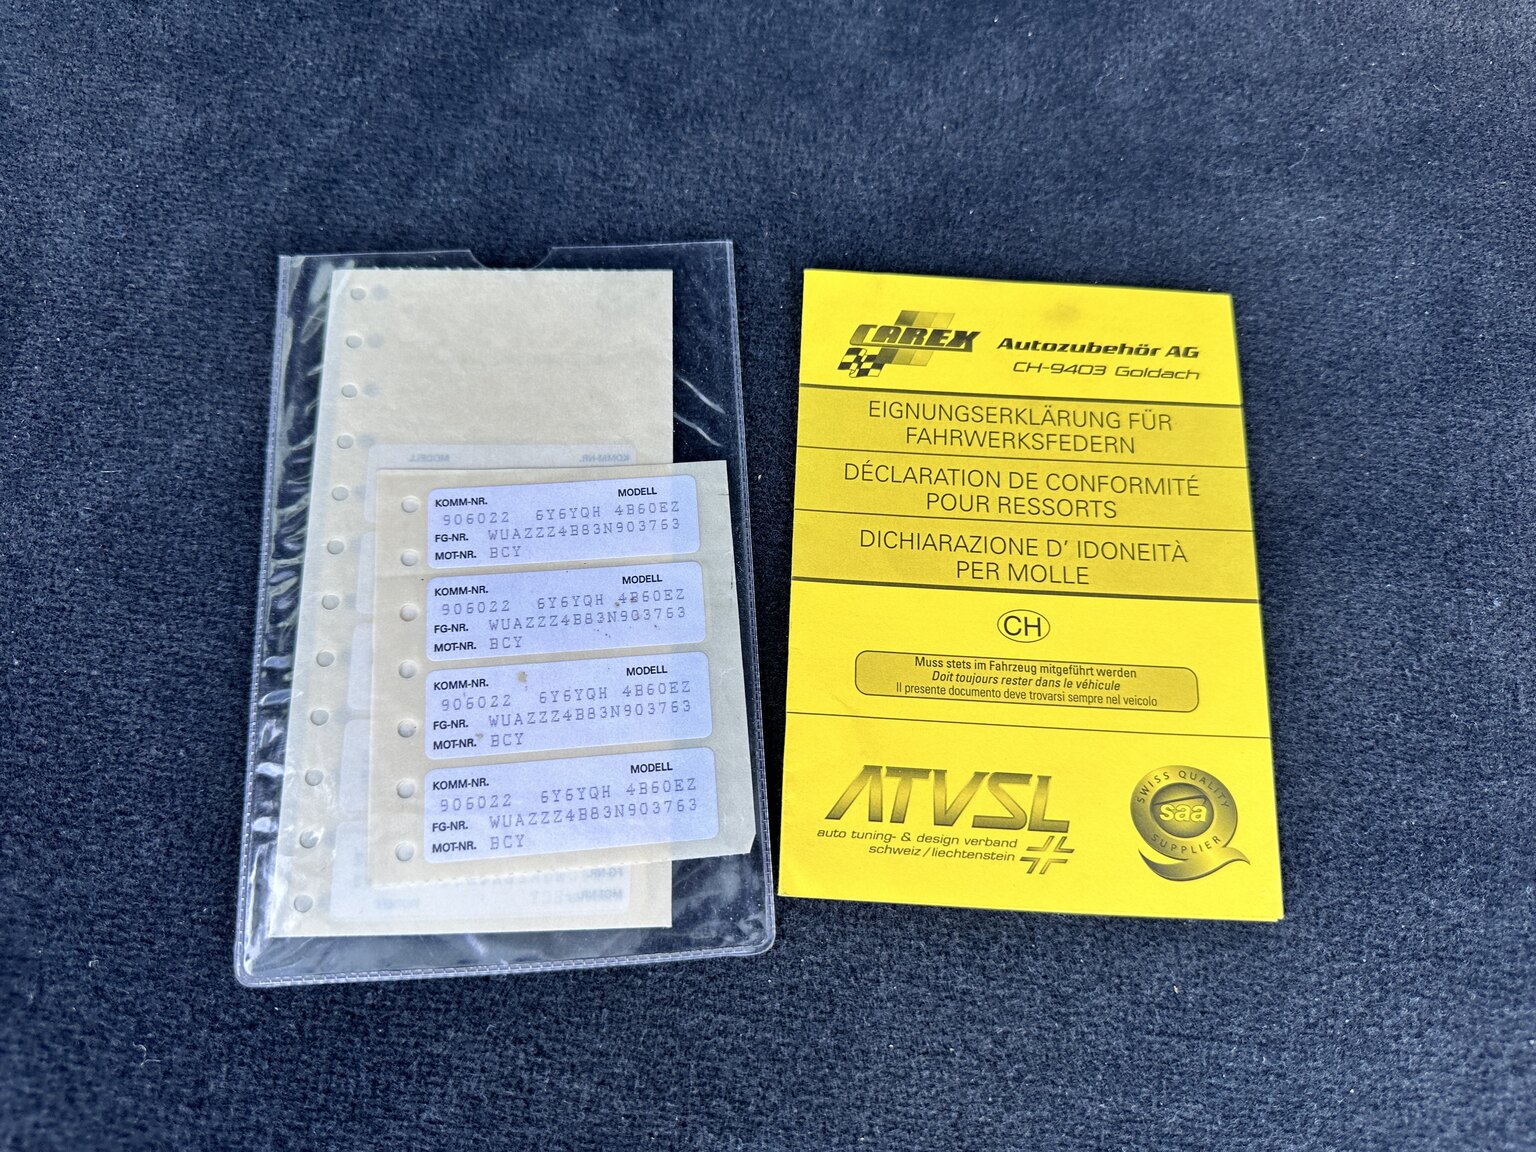 KOMM-NR. MODELL
906022 6Y6YQH 4B60EZ
FG-NR. WUAZZZ4B83N903763
MOT-NR. BCY
KOMM-NR. MODELL
906022 6Y6YQH 4B60EZ
FG-NR. WUAZZZ4B83N903763
MOT-NR. BCY
KOMM-NR. MODELL
906022 6Y6YQH 4B60EZ
FG-NR. WUAZZZ4B83N903763
MOT-NR. BCY
KOMM-NR. MODELL
906022 6Y6YQH 4B60EZ
FG-NR. WUAZZZ4B83N903763
MOT-NR. BCY
CAREX Autozubehör AG
CH-9403 Goldach
EIGNUNGSERKLÄRUNG FÜR
FAHRWERKSFEDERN
DÉCLARATION DE CONFORMITÉ
POUR RESSORTS
DICHIARAZIONE D' IDONEITÀ
PER MOLLE
CH
Muss stets im Fahrzeug mitgeführt werden
Doit toujours rester dans le véhicule
Il presente documento deve trovarsi sempre nel veicolo
ATVSL
auto tuning- & design verband
schweiz/liechtenstein
SWISS QUALITY
saa
SUPPLIER